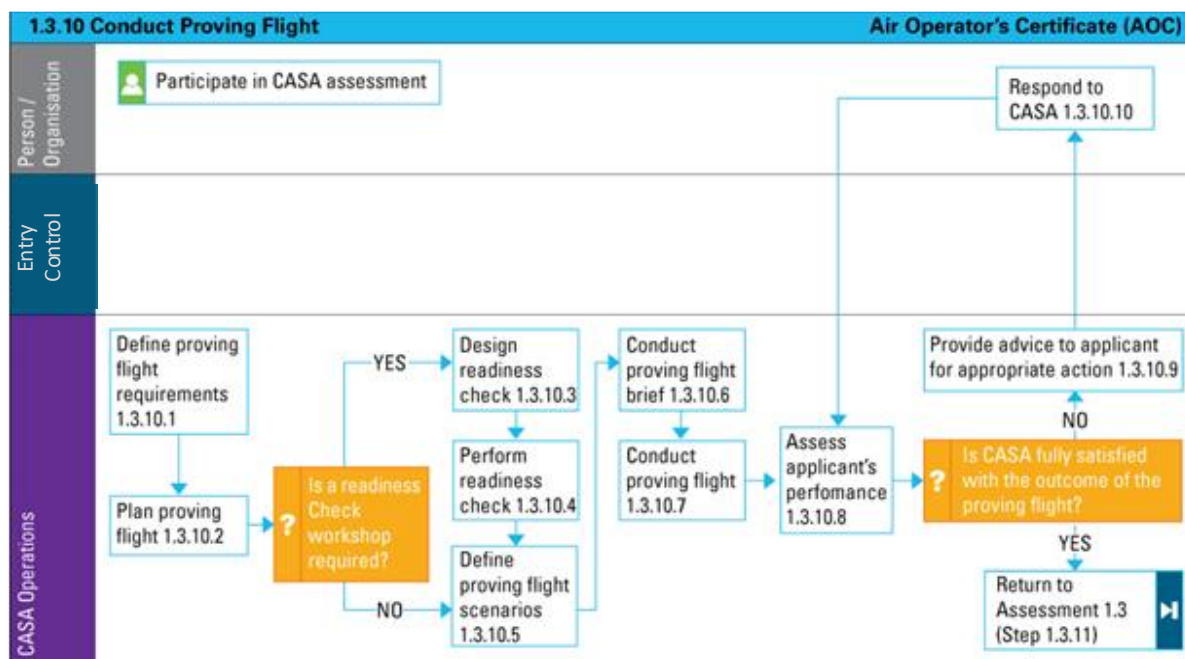 1.3.10 Conduct Proving Flight
Air Operator's Certificate (AOC)
Person /
Organisation
Participate in CASA assessment
Respond to
CASA 1.3.10.10
Entry
Control
CASA Operations
Define proving
flight
requirements
1.3.10.1
Plan proving
flight 1.3.10.2
?
Is a readiness
Check
workshop
required?
YES
NO
Design
readiness
check 1.3.10.3
Perform
readiness
check 1.3.10.4
Define
proving flight
scenarios
1.3.10.5
Conduct
proving flight
brief 1.3.10.6
Conduct
proving flight
1.3.10.7
Assess
applicant's
perfomance
1.3.10.8
Provide advice to applicant
for appropriate action 1.3.10.9
NO
?
Is CASA fully satisfied
with the outcome of the
proving flight?
YES
Return to
Assessment 1.3
(Step 1.3.11)